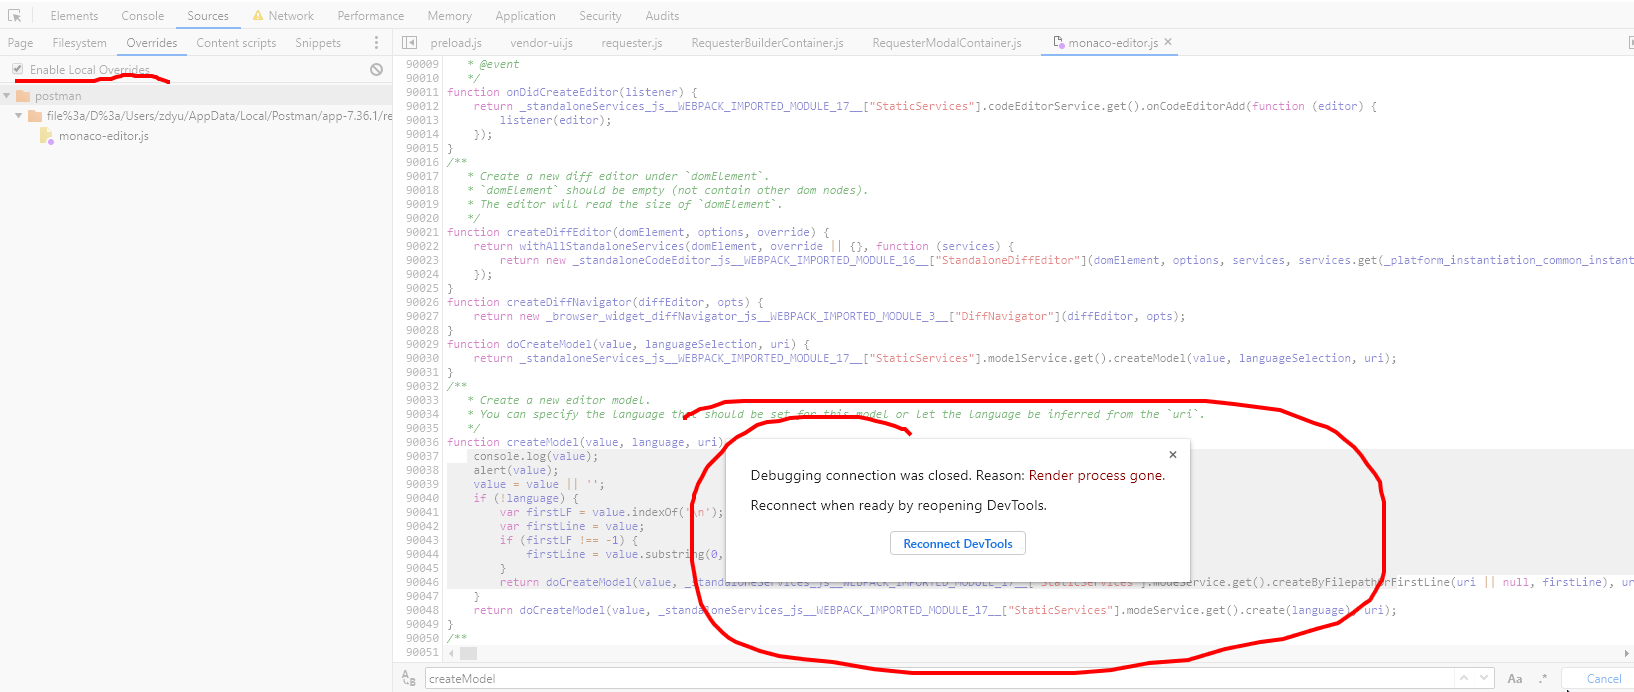 Elements Console Sources Network Performance Memory Application Security Audits
Page Filesystem Overrides Content scripts Snippets
preload.js vendor-ui.js requester.js RequesterBuilderContainer.js RequesterModalContainer.js monaco-editor.js ×
Enable Local Overrides
postman
file%3a/D%3a/Users/zdyu/AppData/Local/Postman/app-7.36.1/re
monaco-editor.js
90009 * @event
90010 */
90011 function onDidCreateEditor(listener) {
90012 return _standaloneServices_js__WEBPACK_IMPORTED_MODULE_17__["StaticServices"].codeEditorService.get().onCodeEditorAdd(function (editor) {
90013 listener(editor);
90014 });
90015 }
90016 /**
90017 * Create a new diff editor under `domElement`.
90018 * `domElement` should be empty (not contain other dom nodes).
90019 * The editor will read the size of `domElement`.
90020 */
90021 function createDiffEditor(domElement, options, override) {
90022 return withAllStandaloneServices(domElement, override || {}, function (services) {
90023 return new _standaloneCodeEditor_js__WEBPACK_IMPORTED_MODULE_16__["StandaloneDiffEditor"](domElement, options, services, services.get(_platform_instantiation_common_instant
90024 });
90025 }
90026 function createDiffNavigator(diffEditor, opts) {
90027 return new _browser_widget_diffNavigator_js__WEBPACK_IMPORTED_MODULE_3__["DiffNavigator"](diffEditor, opts);
90028 }
90029 function doCreateModel(value, languageSelection, uri) {
90030 return _standaloneServices_js__WEBPACK_IMPORTED_MODULE_17__["StaticServices"].modelService.get().createModel(value, languageSelection, uri);
90031 }
90032 /**
90033 * Create a new editor model.
90034 * You can specify the language that should be set for this model or let the language be inferred from the `uri`.
90035 */
90036 function createModel(value, language, uri)
90037 console.log(value);
90038 alert(value);
90039 value = value || '';
90040 if (!language) {
90041 var firstLF = value.indexOf('\n');
90042 var firstLine = value;
90043 if (firstLF !== -1) {
90044 firstLine = value.substring(0,
90045 }
90046 return doCreateModel(value, _standaloneServices_js__WEBPACK_IMPORTED_MODULE_17__["StaticServices"].modeService.get().createByFilepathOrFirstLine(uri || null, firstLine), ur
90047 }
90048 return doCreateModel(value, _standaloneServices_js__WEBPACK_IMPORTED_MODULE_17__["StaticServices"].modeService.get().create(language), uri);
90049 }
90050 /**
90051
Debugging connection was closed. Reason: Render process gone.
Reconnect when ready by reopening DevTools.
Reconnect DevTools
createModel Aa .* Cancel